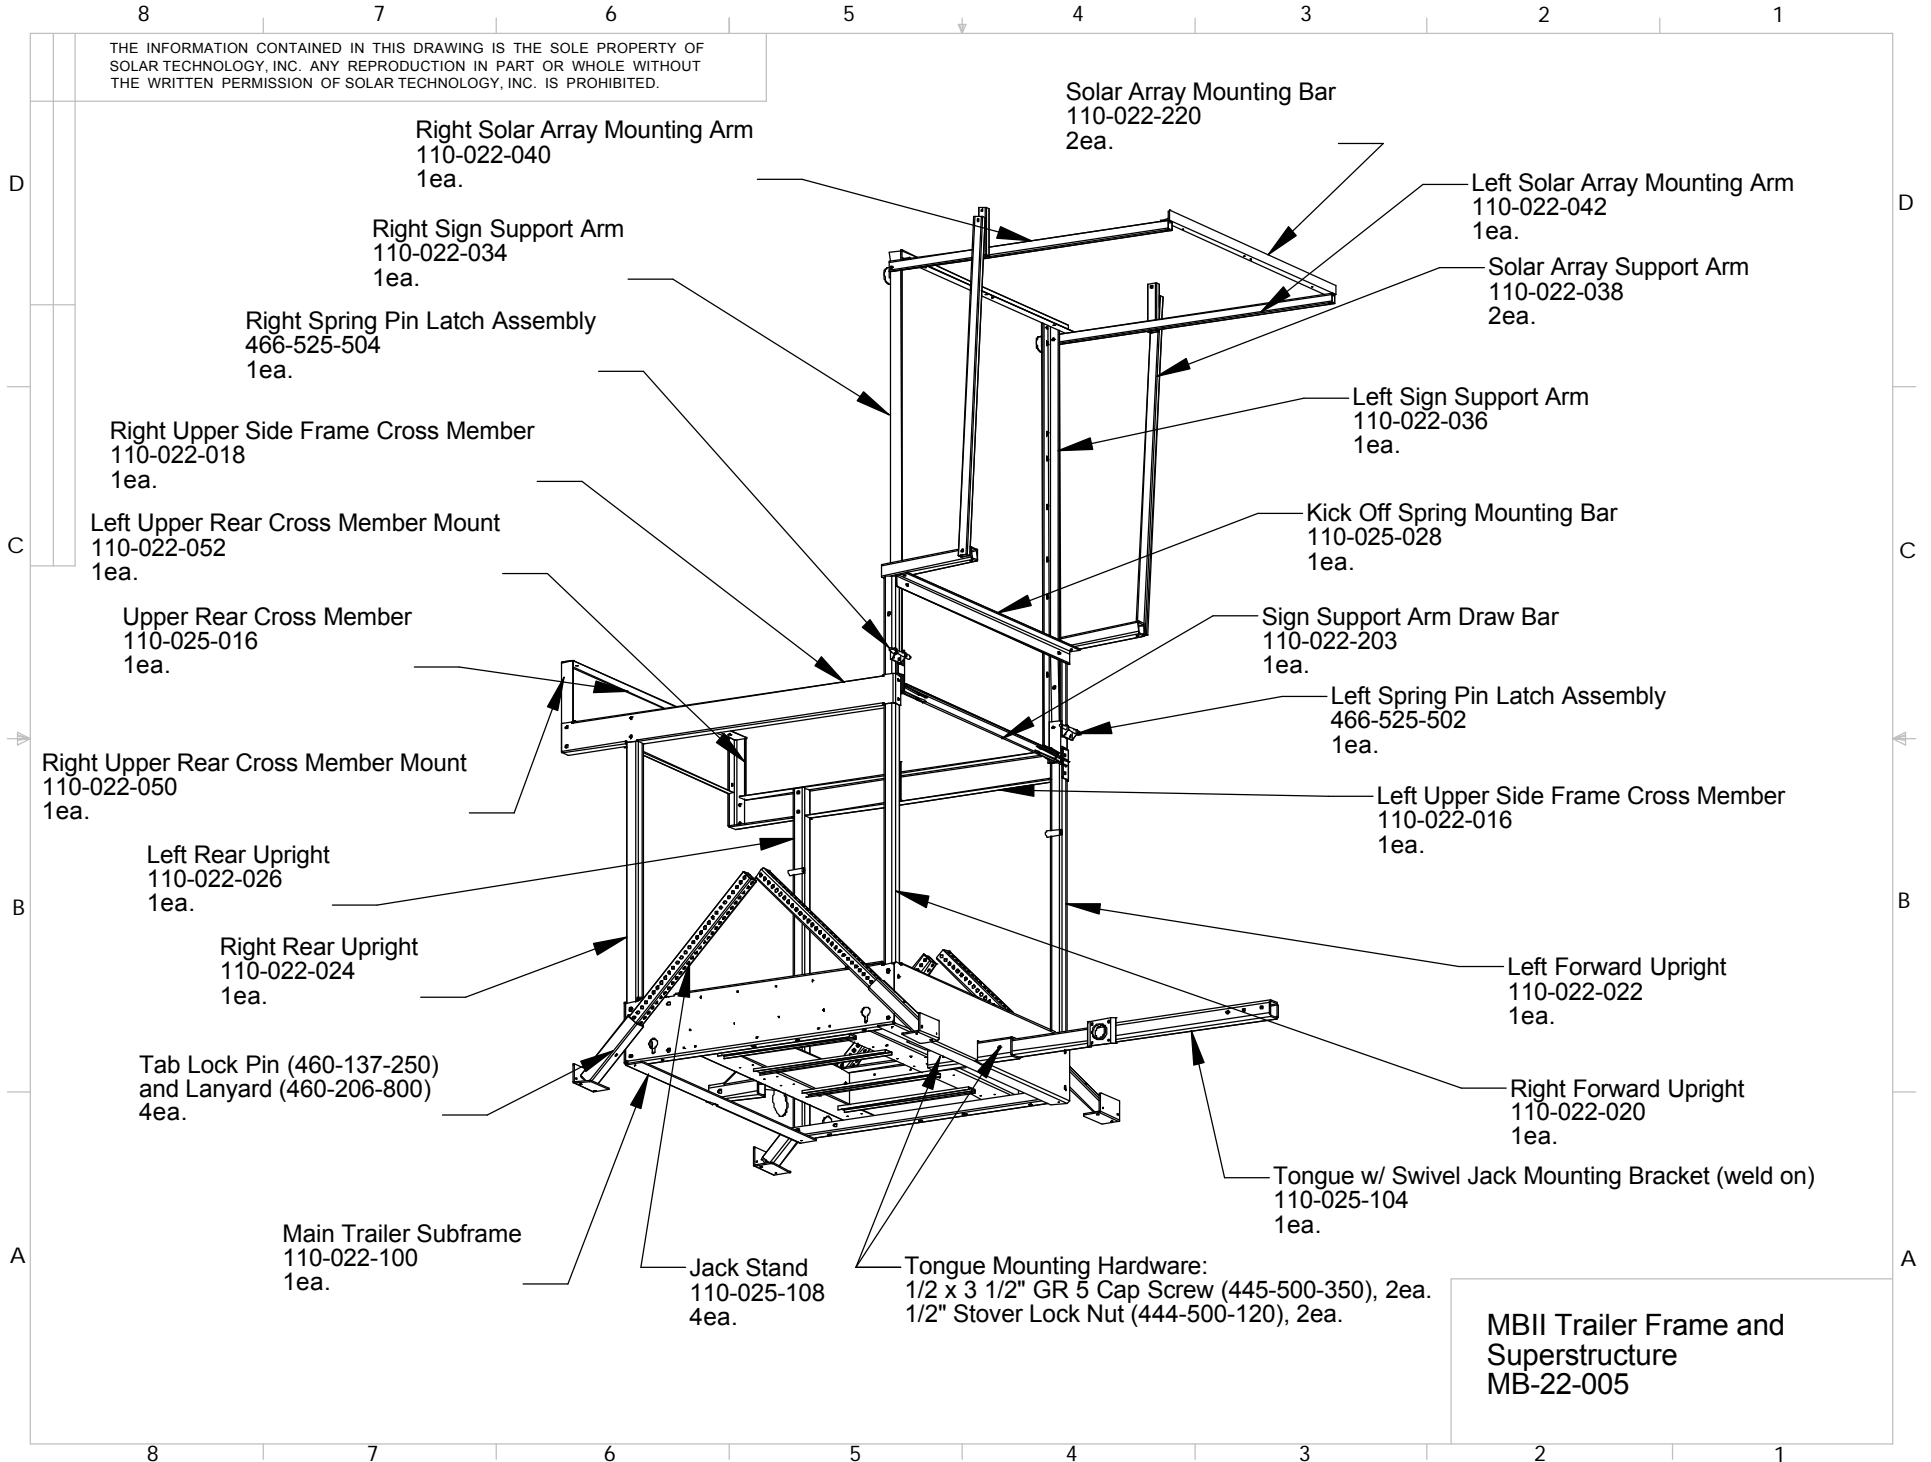 8 7 6 5 4 3 2 1
THE INFORMATION CONTAINED IN THIS DRAWING IS THE SOLE PROPERTY OF
SOLAR TECHNOLOGY, INC. ANY REPRODUCTION IN PART OR WHOLE WITHOUT
THE WRITTEN PERMISSION OF SOLAR TECHNOLOGY, INC. IS PROHIBITED.
Solar Array Mounting Bar
110-022-220
2ea.
Right Solar Array Mounting Arm
110-022-040
1ea.
D
D
Left Solar Array Mounting Arm
110-022-042
1ea.
Right Sign Support Arm
110-022-034
1ea.
Solar Array Support Arm
110-022-038
2ea.
Right Spring Pin Latch Assembly
466-525-504
1ea.
Left Sign Support Arm
110-022-036
1ea.
Right Upper Side Frame Cross Member
110-022-018
1ea.
Kick Off Spring Mounting Bar
110-025-028
1ea.
Left Upper Rear Cross Member Mount
110-022-052
1ea.
C
C
Upper Rear Cross Member
110-025-016
1ea.
Sign Support Arm Draw Bar
110-022-203
1ea.
Left Spring Pin Latch Assembly
466-525-502
1ea.
Right Upper Rear Cross Member Mount
110-022-050
1ea.
Left Upper Side Frame Cross Member
110-022-016
1ea.
Left Rear Upright
110-022-026
1ea.
B
B
Right Rear Upright
110-022-024
1ea.
Left Forward Upright
110-022-022
1ea.
Tab Lock Pin (460-137-250)
and Lanyard (460-206-800)
4ea.
Right Forward Upright
110-022-020
1ea.
Tongue w/ Swivel Jack Mounting Bracket (weld on)
110-025-104
1ea.
Main Trailer Subframe
110-022-100
1ea.
A
A
Jack Stand
110-025-108
4ea.
Tongue Mounting Hardware:
1/2 x 3 1/2" GR 5 Cap Screw (445-500-350), 2ea.
1/2" Stover Lock Nut (444-500-120), 2ea.
MBII Trailer Frame and
Superstructure
MB-22-005
8 7 6 5 4 3 2 1